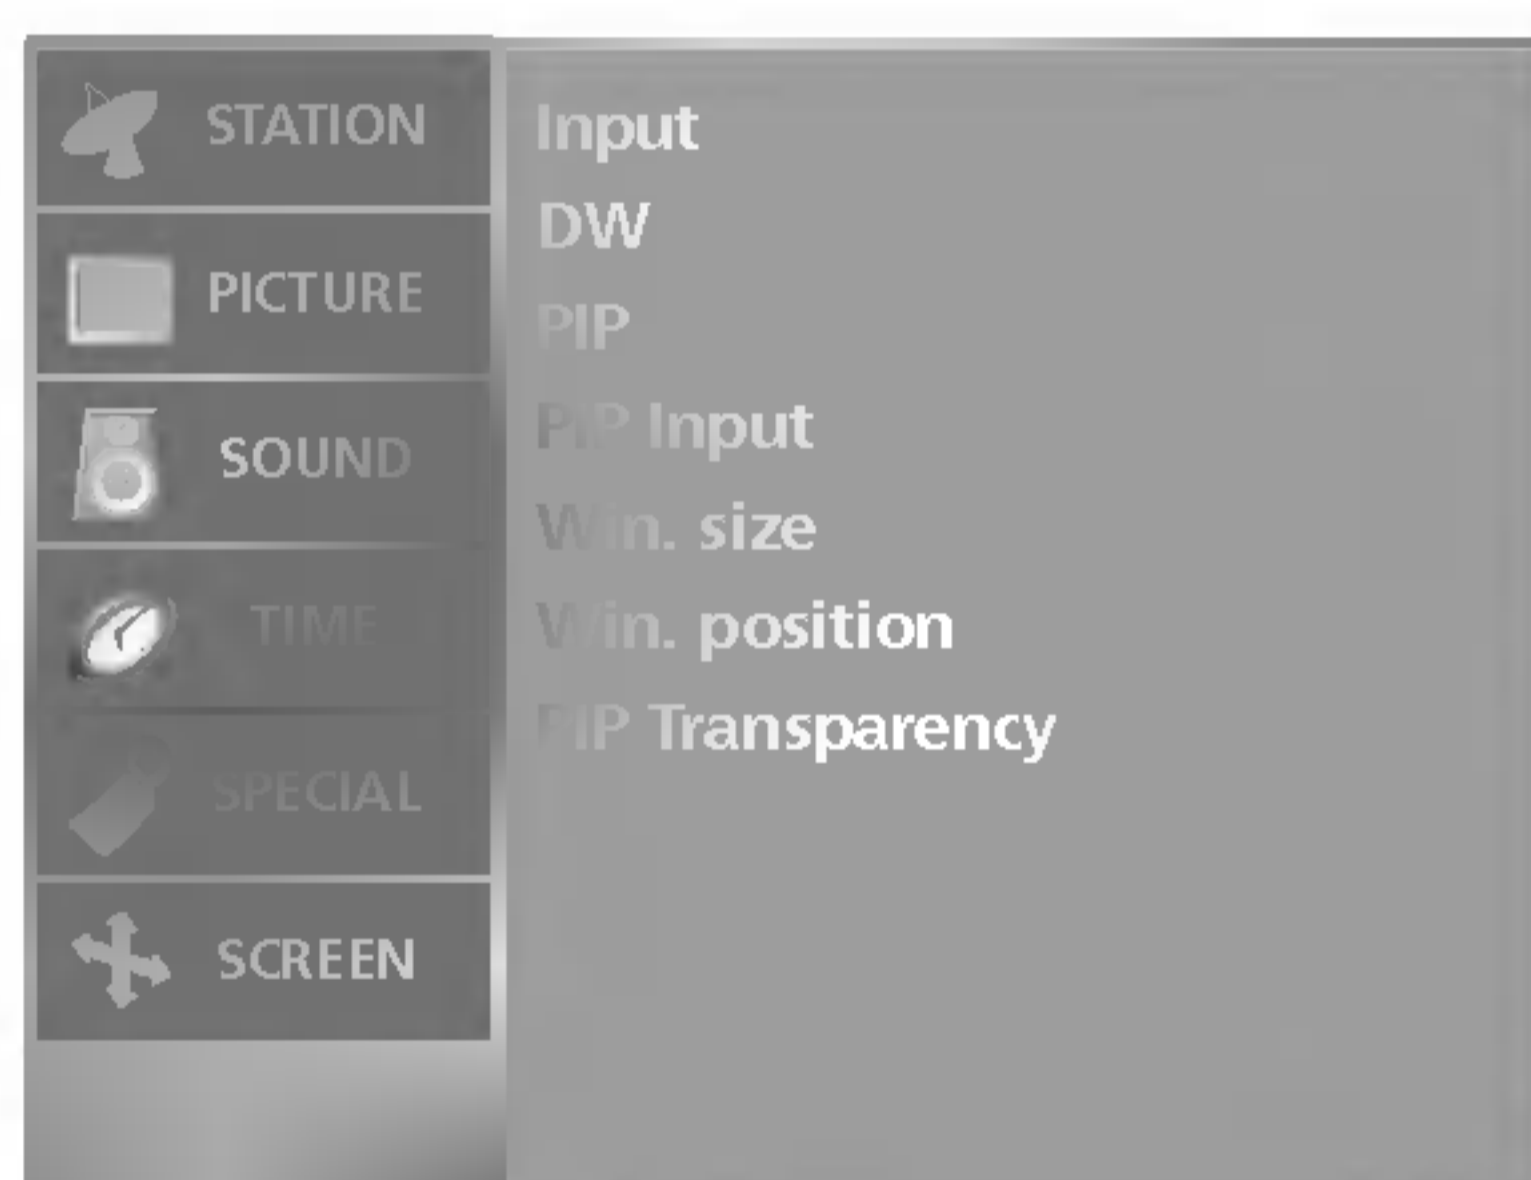 STATION
PICTURE
SOUND
TIME
SPECIAL
SCREEN
Input
DW
PIP
PIP Input
Win. size
Win. position
PIP Transparency